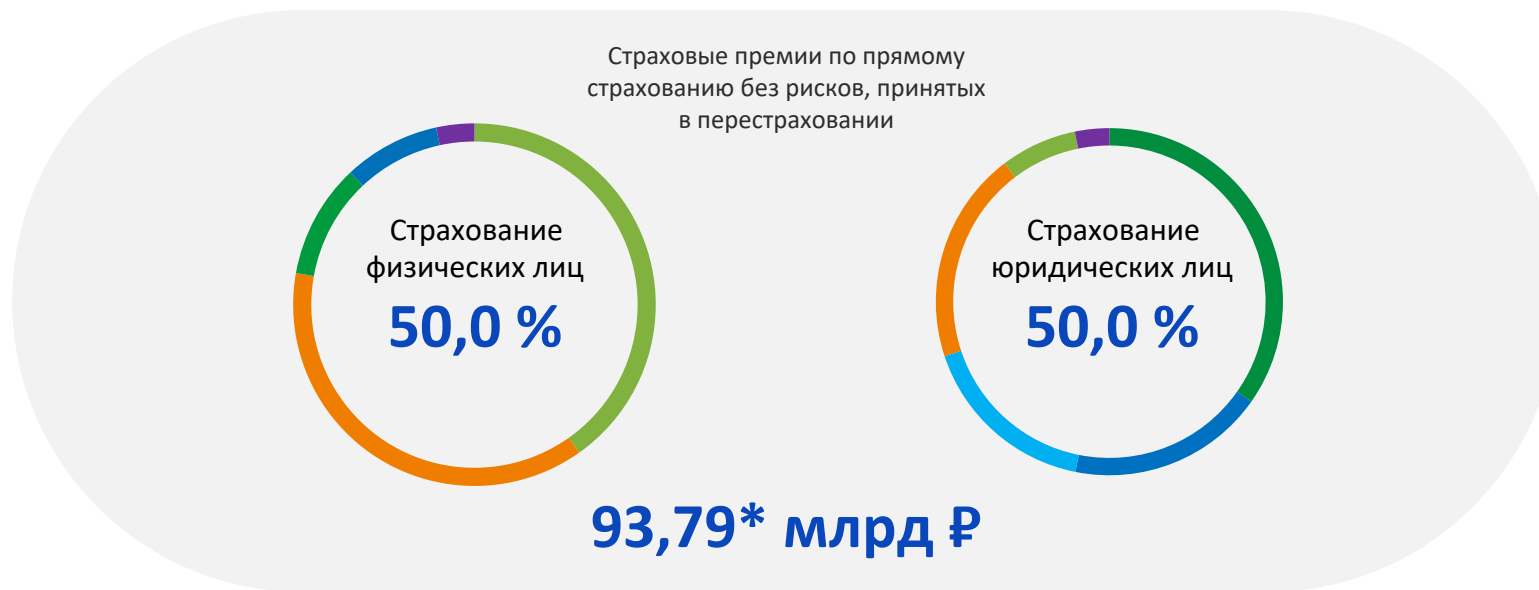 Страховые премии по прямому
страхованию без рисков, принятых
в перестраховании
Страхование
физических лиц
50,0 %
Страхование
юридических лиц
50,0 %
93,79* млрд ₽